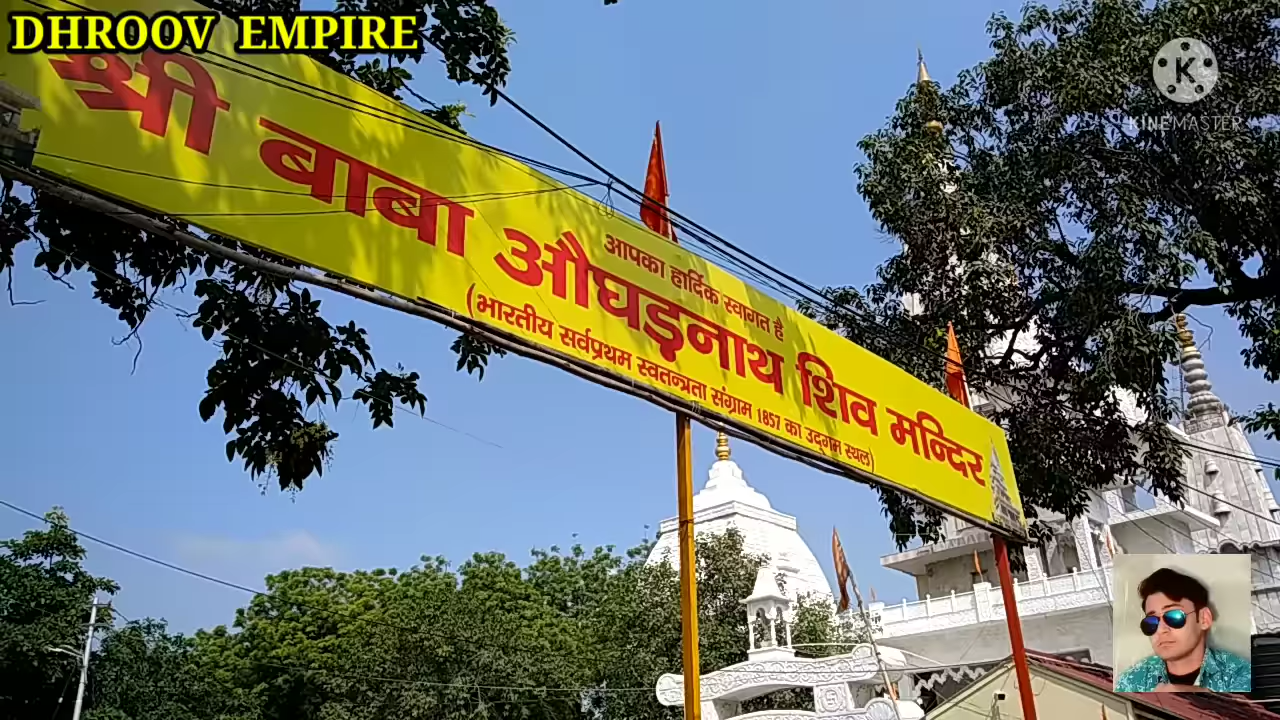 DHROOV EMPIRE
K
KINEMASTER
आपका हार्दिक स्वागत है
श्री बाबा औघड़नाथ शिव मन्दिर
(भारतीय सर्वप्रथम स्वतन्त्रता संग्राम 1857 का उद्गम स्थल)